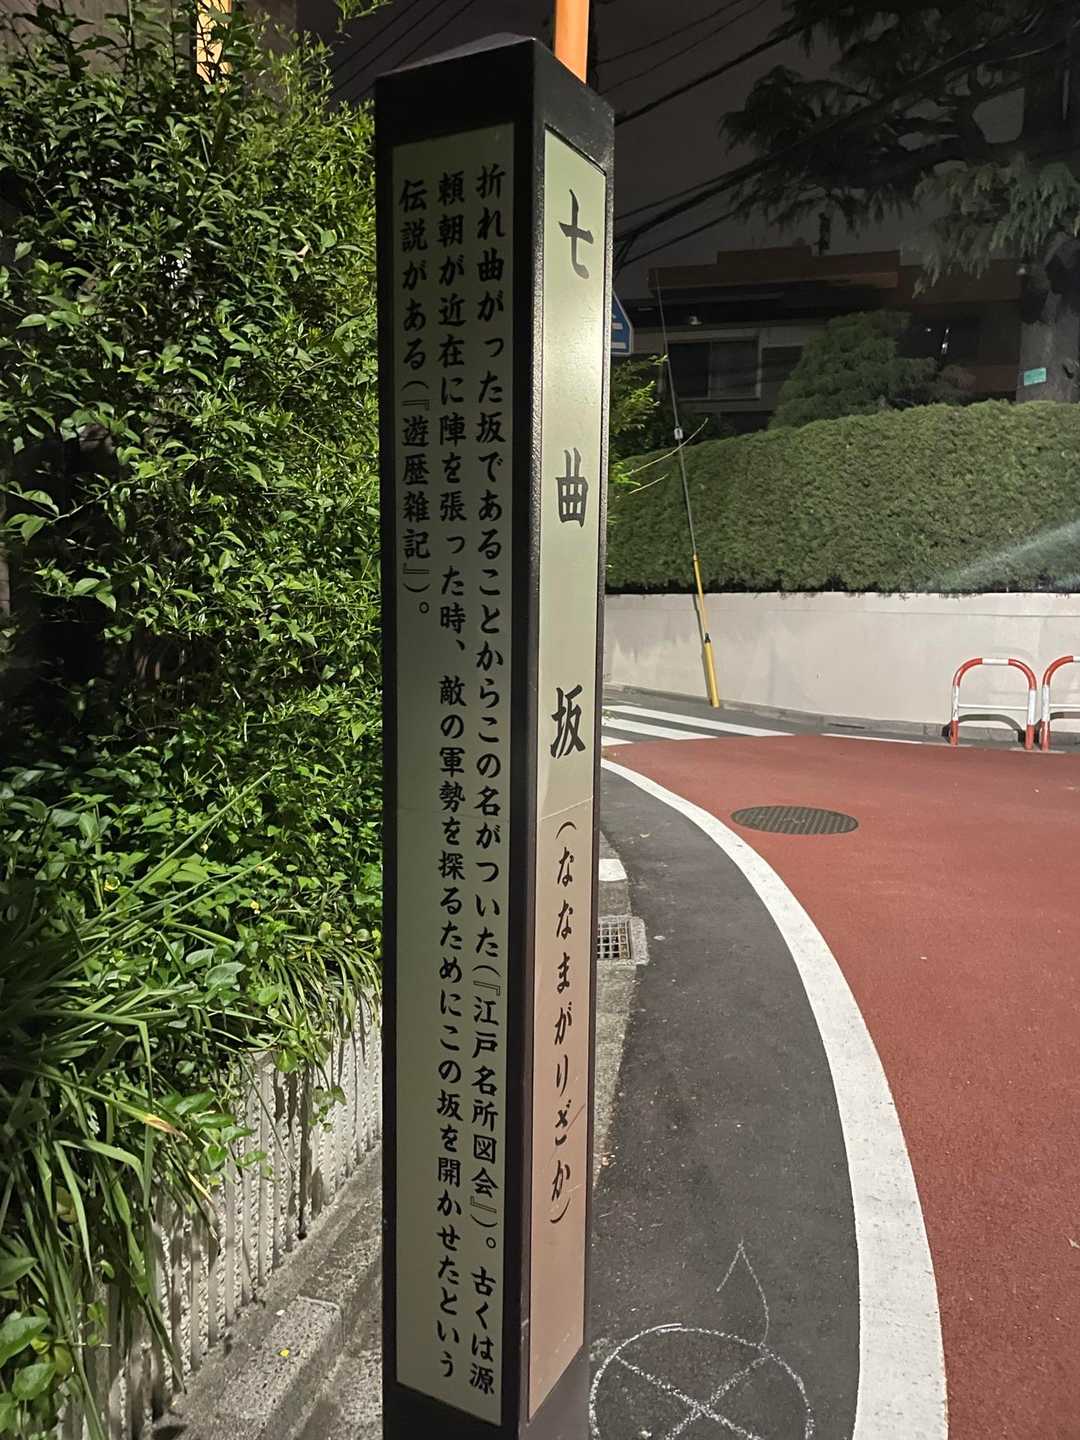 七曲坂(ななまがりざか)
折れ曲がった坂であることからこの名がついた(『江戸名所図会』)。古くは源
頼朝が近在に陣を張った時、敵の軍勢を探るためにこの坂を開かせたという
伝説がある(『遊歴雑記』)。